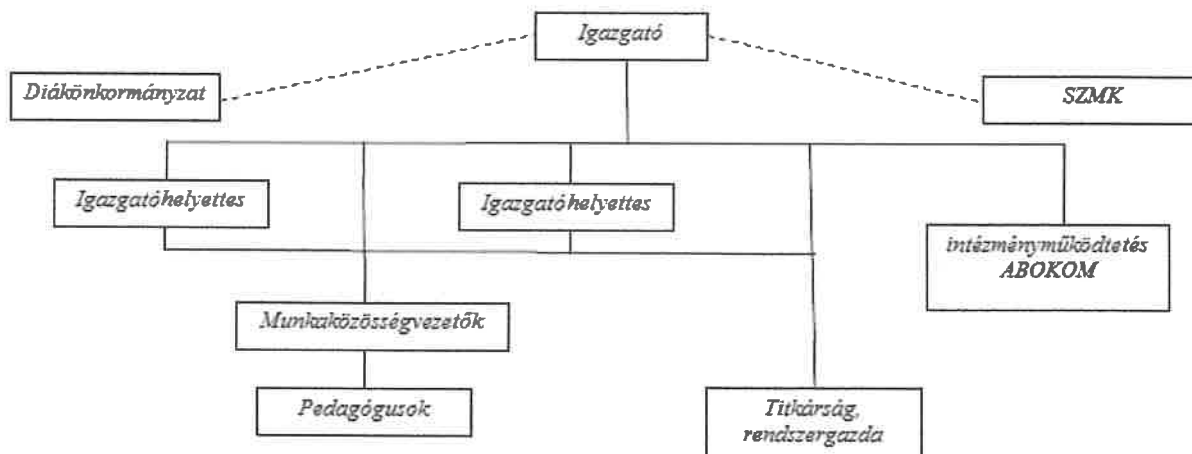 Igazgató
Diákönkormányzat
SZMK
Igazgatóhelyettes
Igazgatóhelyettes
intézményműködtetés
ABOKOM
Munkaközösségvezetők
Pedagógusok
Titkárság,
rendszergazda